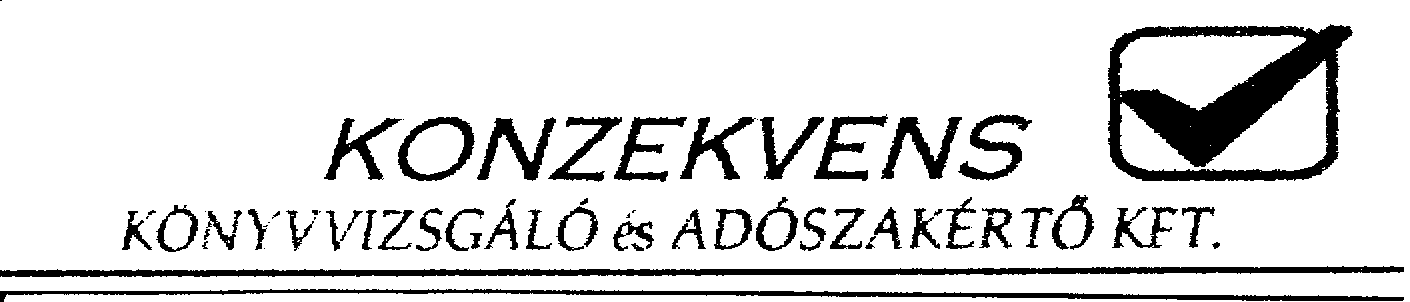 KONZEKVENS
KÖNYVVIZSGÁLÓ és ADÓSZAKÉRTŐ KFT.